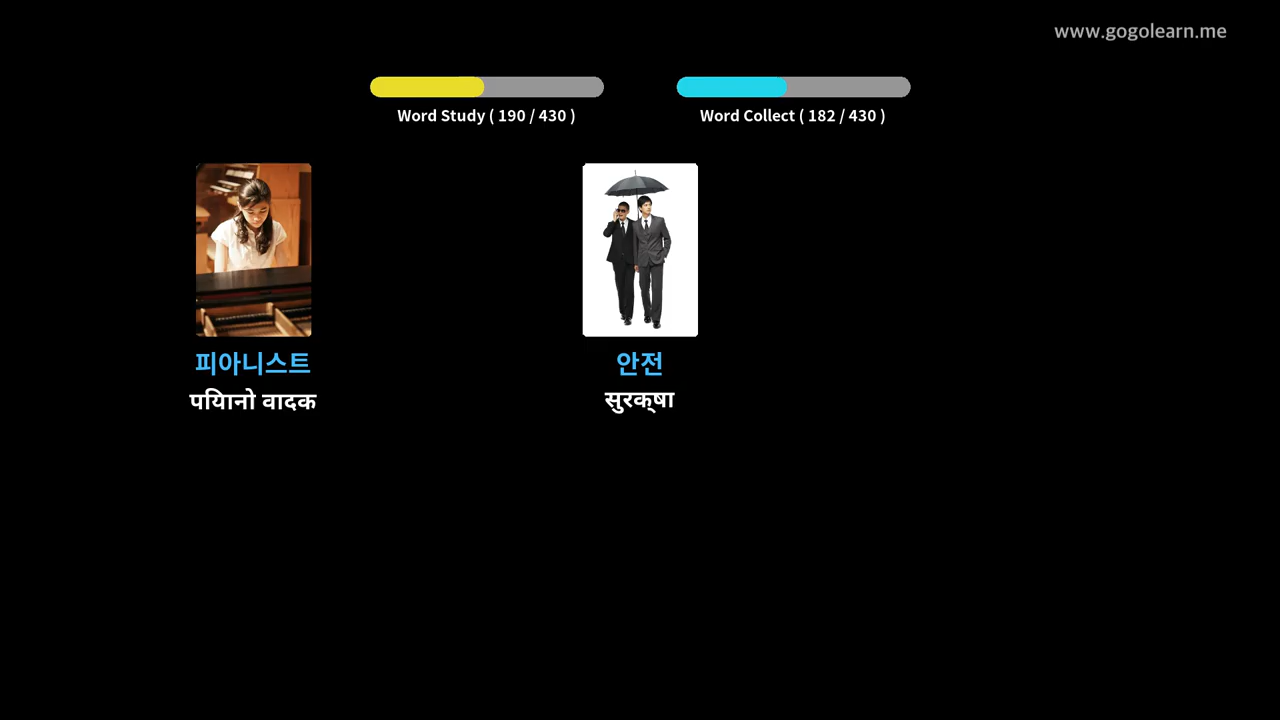 www.gogolearn.me
Word Study ( 190 / 430 )
Word Collect ( 182 / 430 )
피아니스트
पियानो वादक
안전
सुरक्षा